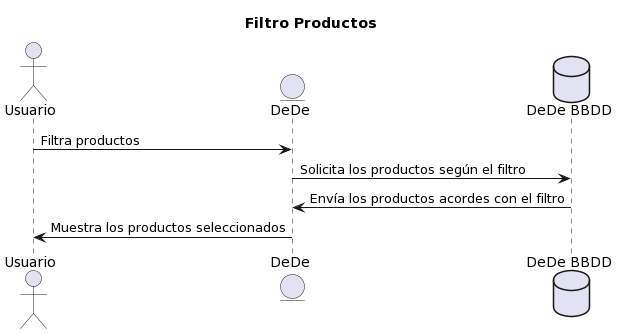 Filtro Productos
Usuario
DeDe
DeDe BBDD
Filtra productos
Solicita los productos según el filtro
Envía los productos acordes con el filtro
Muestra los productos seleccionados
Usuario
DeDe
DeDe BBDD